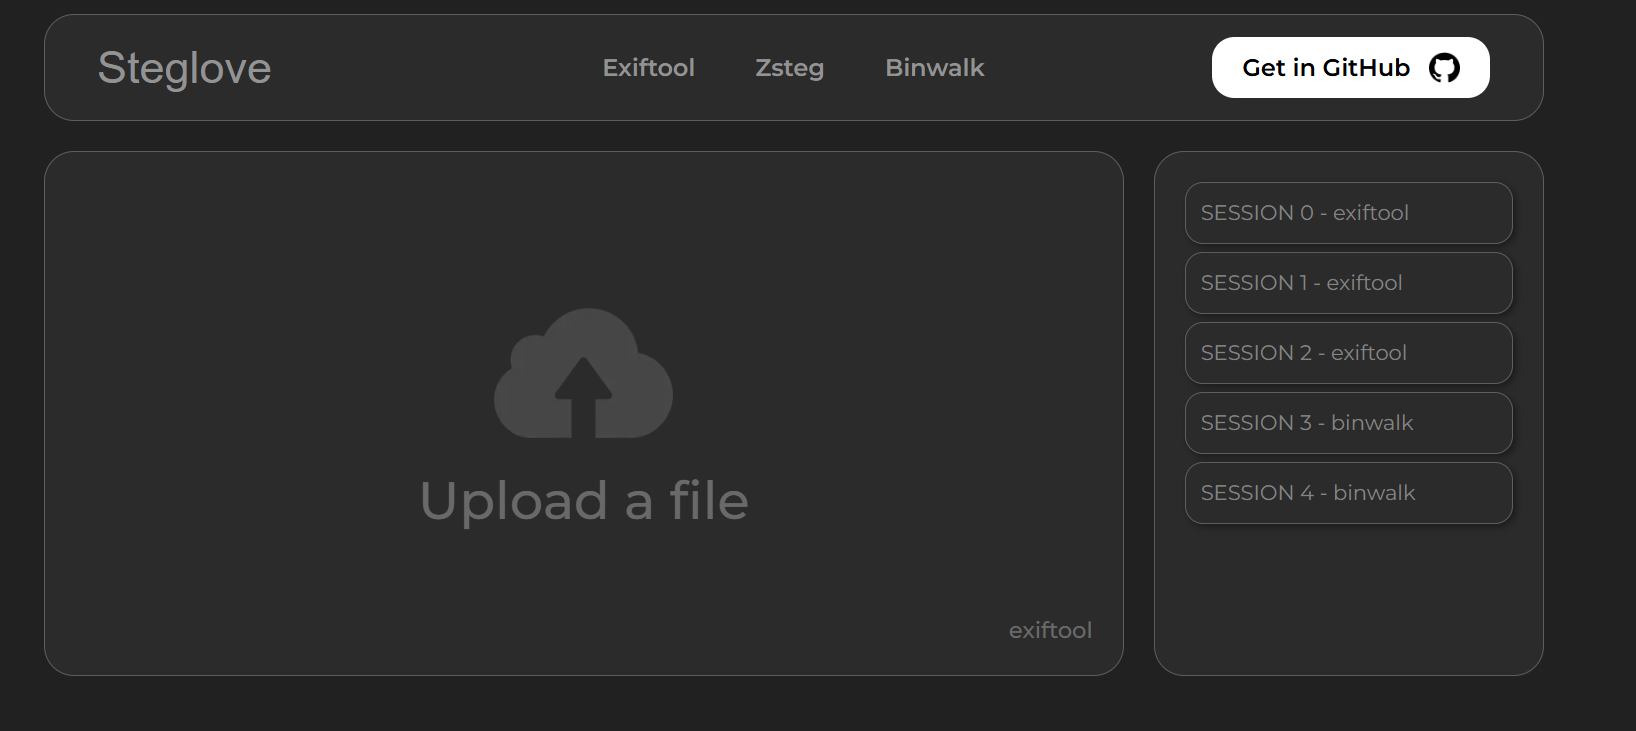 Steglove
Exiftool
Zsteg
Binwalk
Get in GitHub
Upload a file
exiftool
SESSION 0 - exiftool
SESSION 1 - exiftool
SESSION 2 - exiftool
SESSION 3 - binwalk
SESSION 4 - binwalk